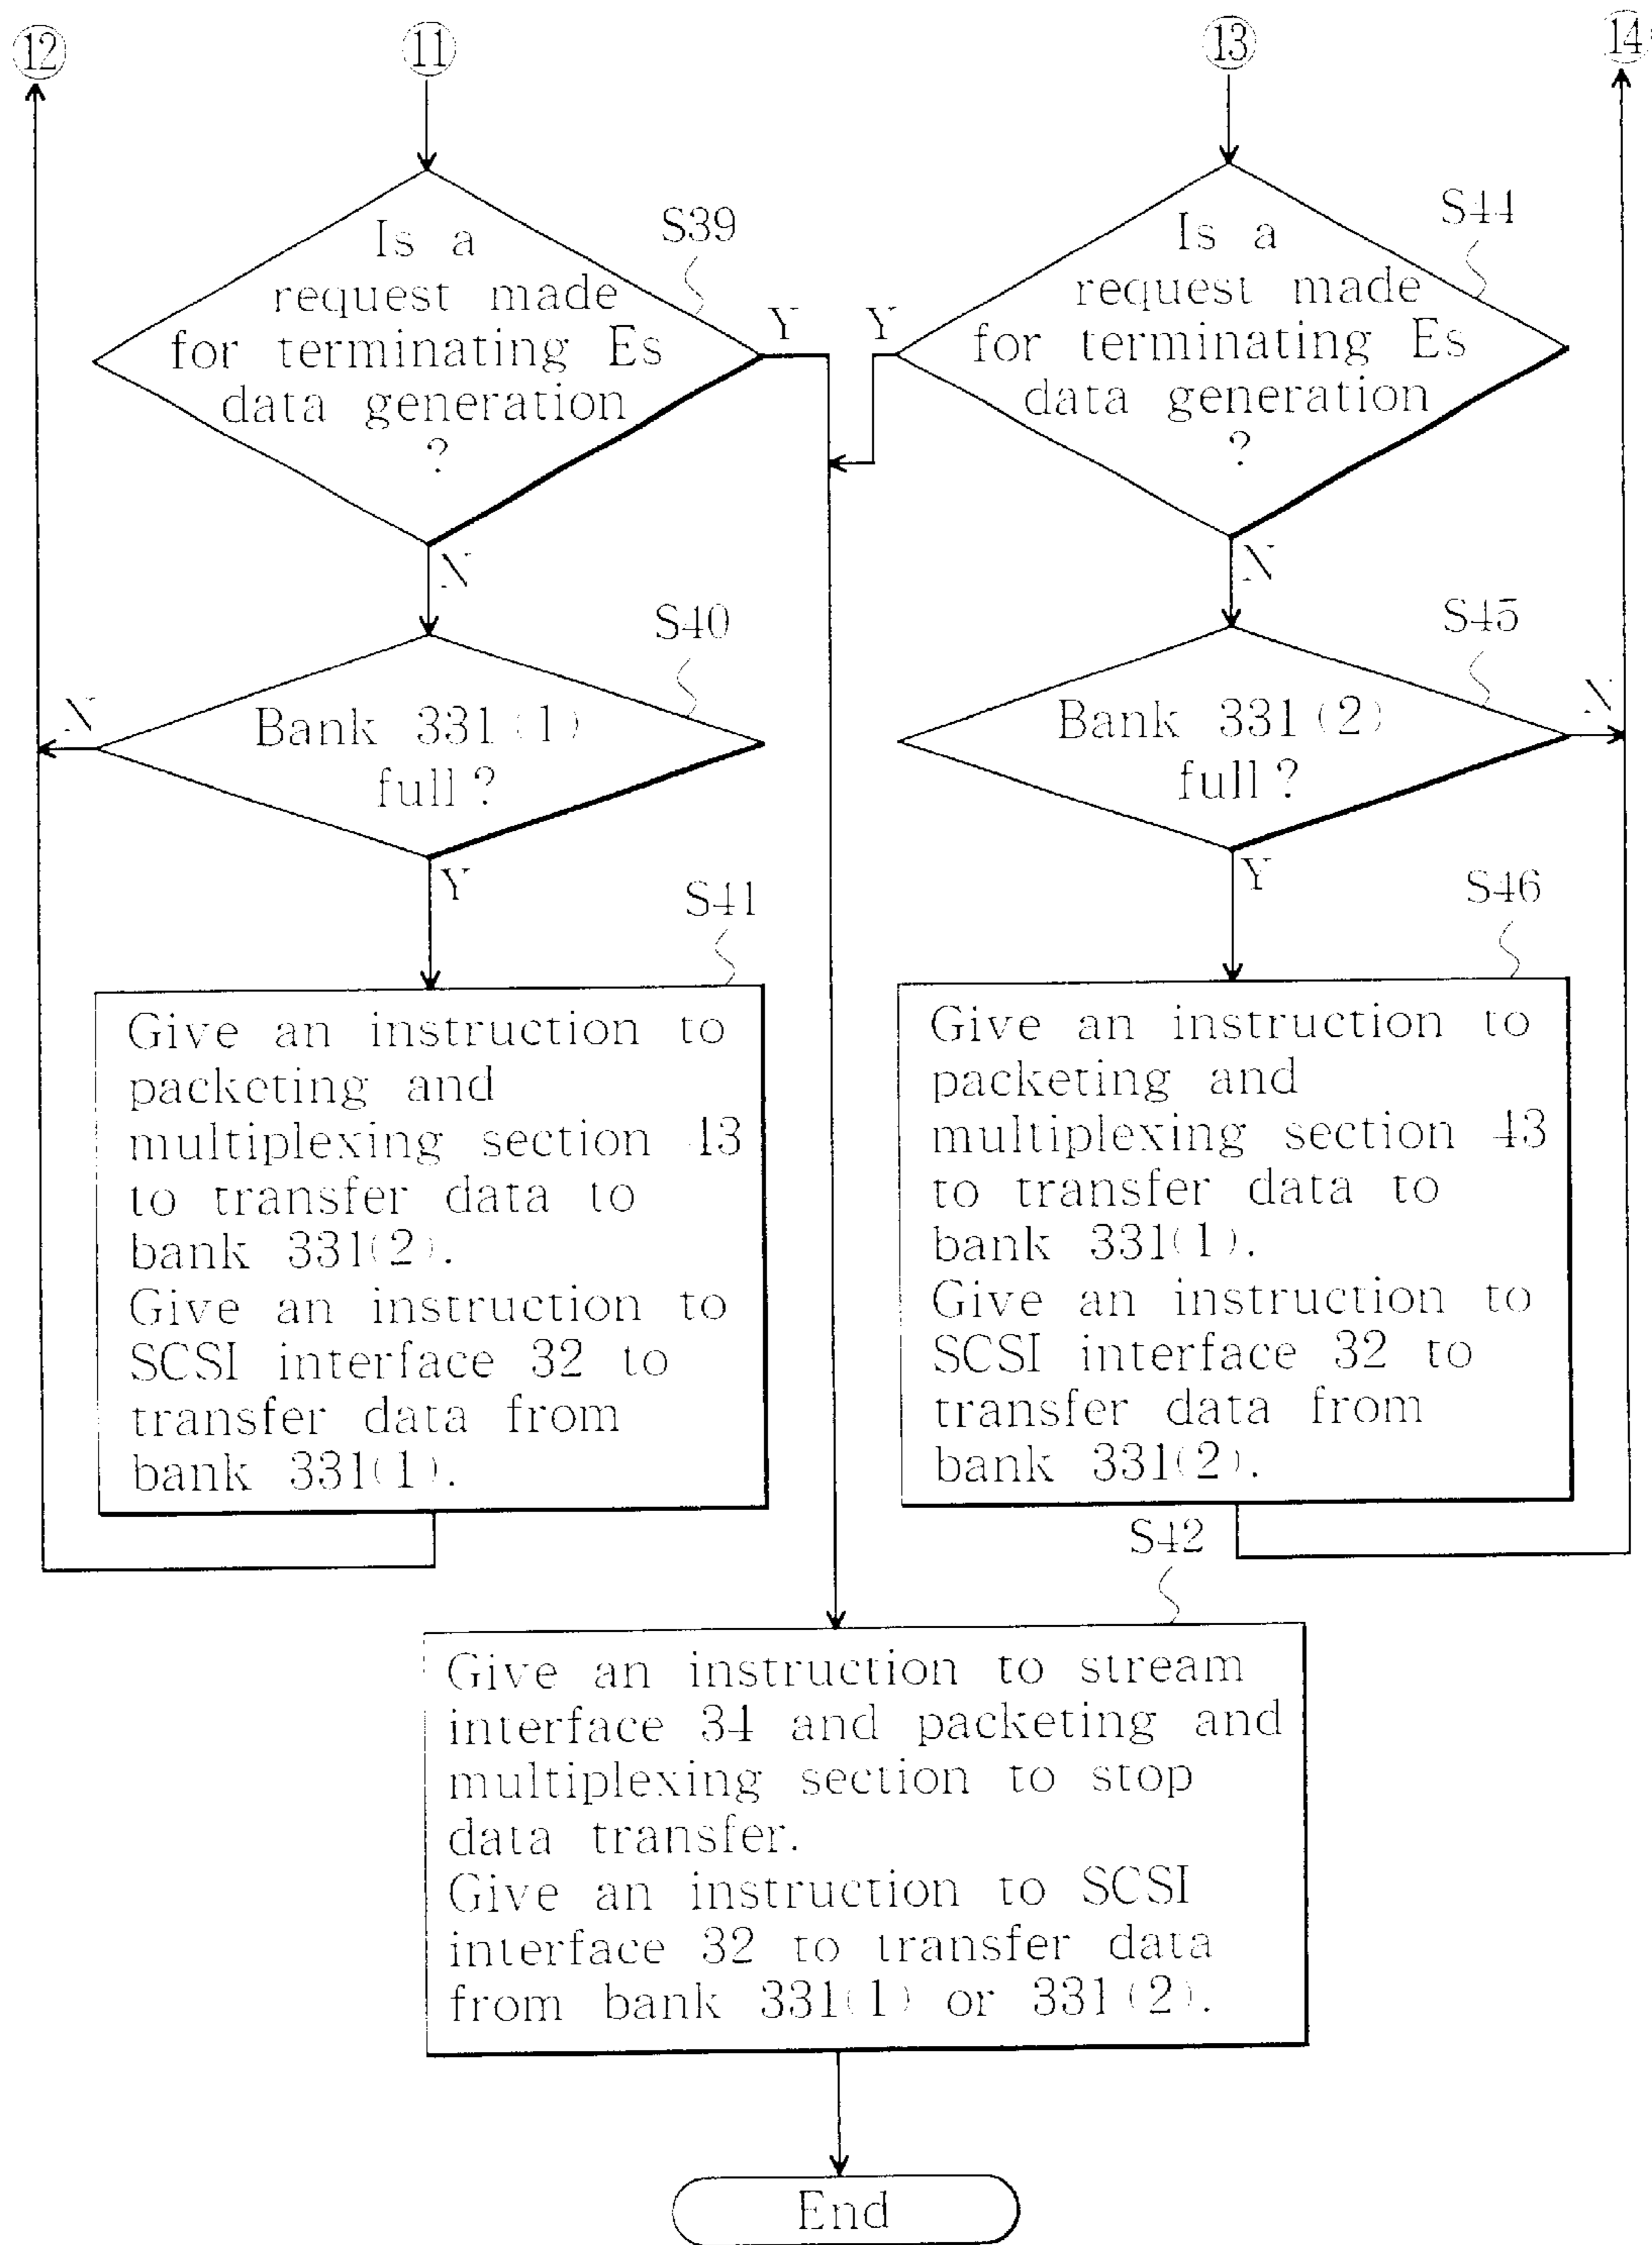 ⑫
⑪
⑬
⑭
S39
Is a
request made
for terminating Es
data generation
?
Y
N
S44
Is a
request made
for terminating Es
data generation
?
Y
N
S40
Bank 331(1)
full?
N
Y
S45
Bank 331(2)
full?
N
Y
S41
Give an instruction to
packeting and
multiplexing section 43
to transfer data to
bank 331(2).
Give an instruction to
SCSI interface 32 to
transfer data from
bank 331(1).
S46
Give an instruction to
packeting and
multiplexing section 43
to transfer data to
bank 331(1).
Give an instruction to
SCSI interface 32 to
transfer data from
bank 331(2).
S42
Give an instruction to stream
interface 34 and packeting and
multiplexing section to stop
data transfer.
Give an instruction to SCSI
interface 32 to transfer data
from bank 331(1) or 331(2).
End